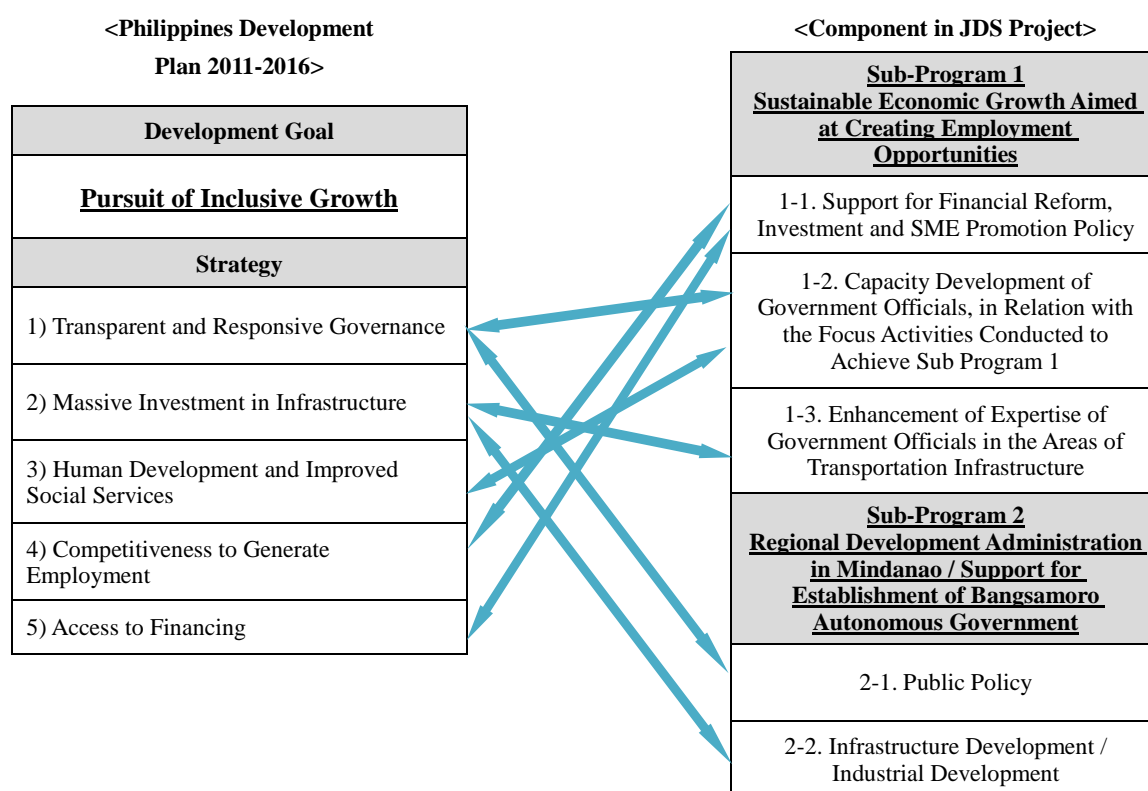 <Philippines Development
Plan 2011-2016>
Development Goal
Pursuit of Inclusive Growth
Strategy
1) Transparent and Responsive Governance
2) Massive Investment in Infrastructure
3) Human Development and Improved
Social Services
4) Competitiveness to Generate
Employment
5) Access to Financing
<Component in JDS Project>
Sub-Program 1
Sustainable Economic Growth Aimed
at Creating Employment
Opportunities
1-1. Support for Financial Reform,
Investment and SME Promotion Policy
1-2. Capacity Development of
Government Officials, in Relation with
the Focus Activities Conducted to
Achieve Sub Program 1
1-3. Enhancement of Expertise of
Government Officials in the Areas of
Transportation Infrastructure
Sub-Program 2
Regional Development Administration
in Mindanao / Support for
Establishment of Bangsamoro
Autonomous Government
2-1. Public Policy
2-2. Infrastructure Development /
Industrial Development